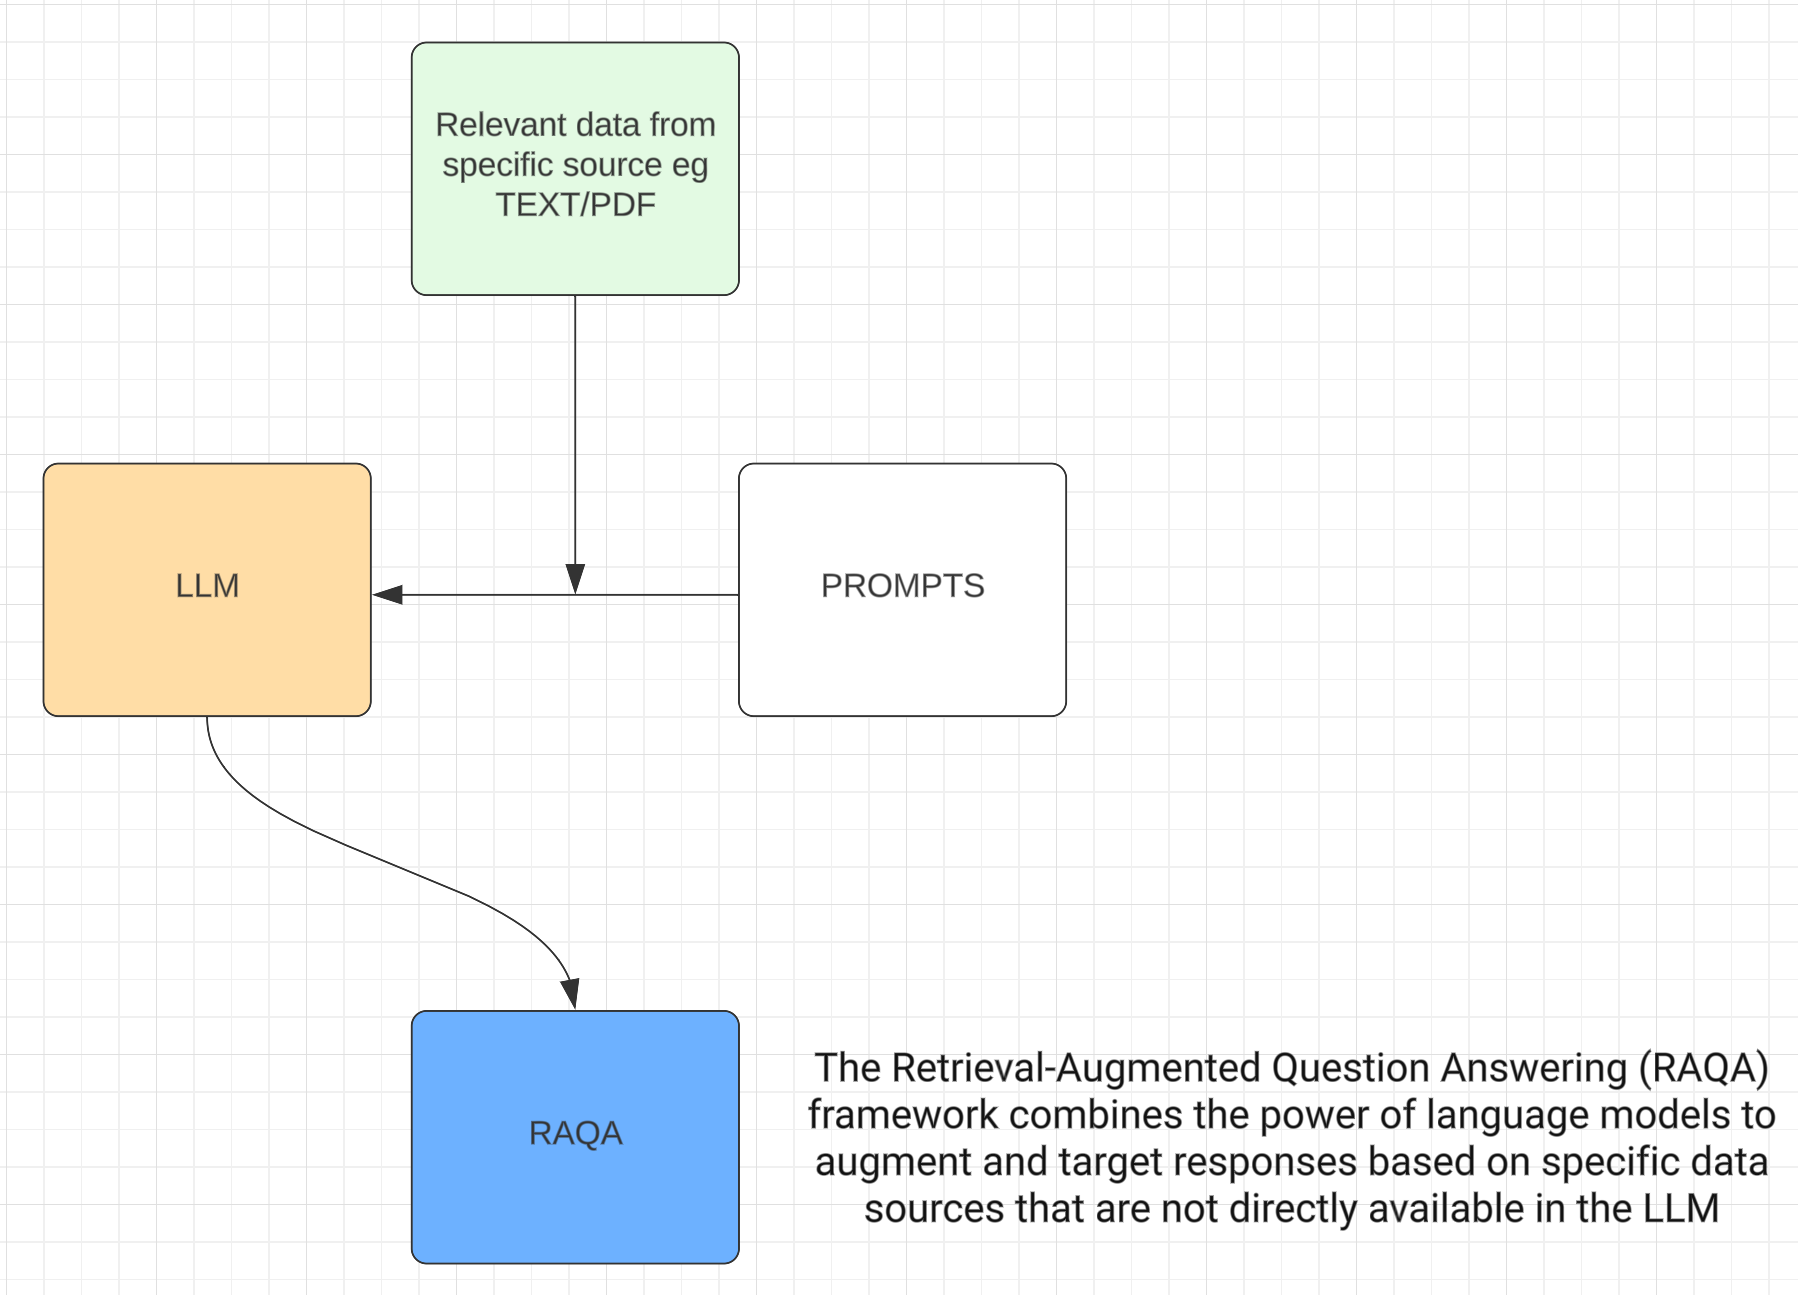 Relevant data from
specific source eg
TEXT/PDF
LLM
PROMPTS
RAQA
The Retrieval-Augmented Question Answering (RAQA)
framework combines the power of language models to
augment and target responses based on specific data
sources that are not directly available in the LLM